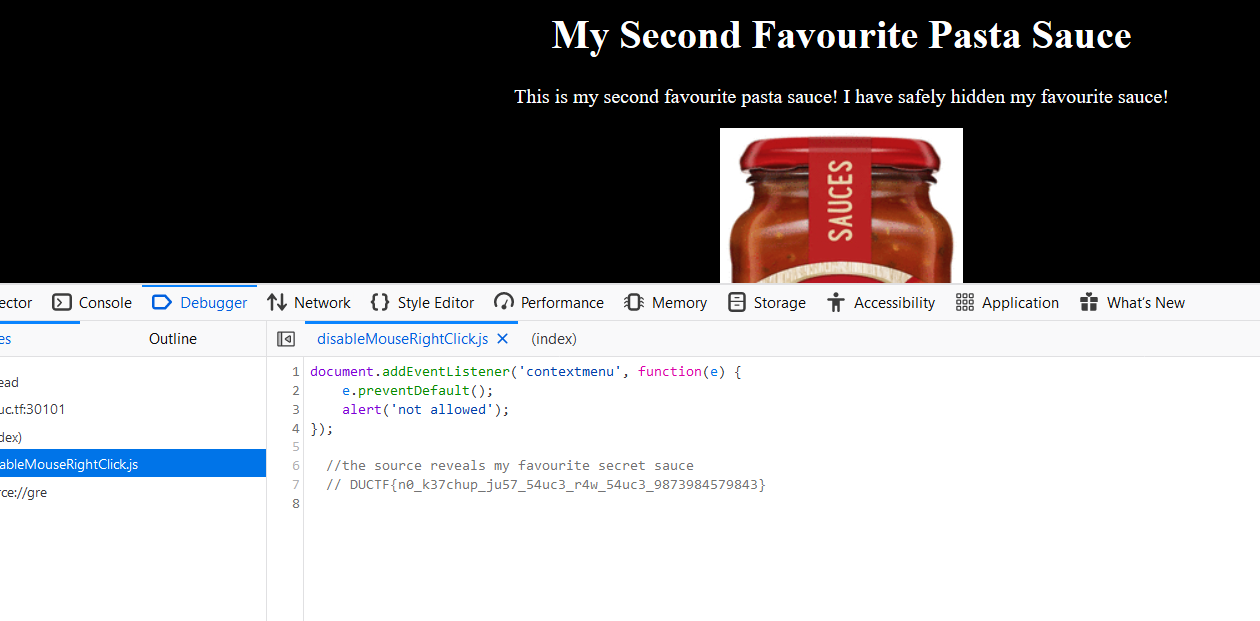 My Second Favourite Pasta Sauce
This is my second favourite pasta sauce! I have safely hidden my favourite sauce!
SAUCES
ector Console Debugger Network Style Editor Performance Memory Storage Accessibility Application What's New
es Outline disableMouseRightClick.js (index)
ead
uc.tf:30101
dex)
ableMouseRightClick.js
rce://gre
1 document.addEventListener('contextmenu', function(e) {
2 e.preventDefault();
3 alert('not allowed');
4 });
5
6 //the source reveals my favourite secret sauce
7 // DUCTF{n0_k37chup_ju57_54uc3_r4w_54uc3_9873984579843}
8